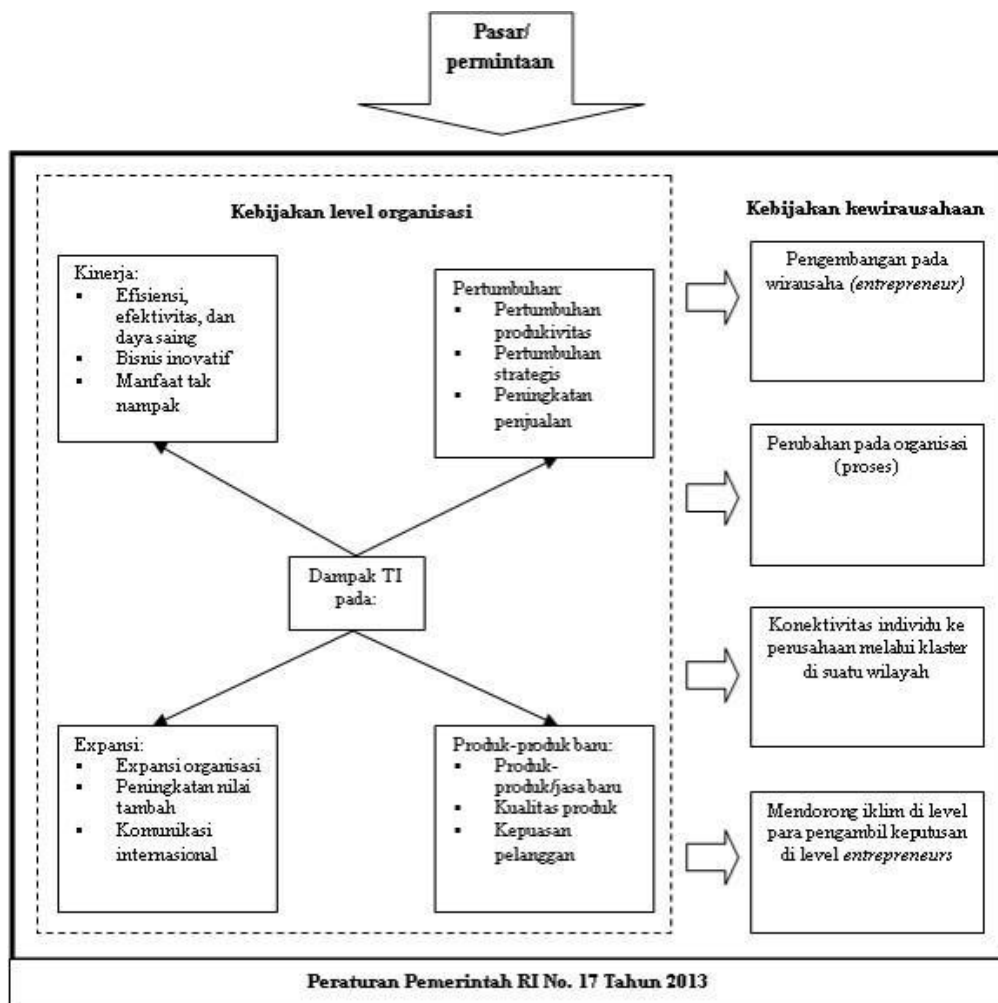 Pasar/
permintaan
Kebijakan level organisasi
Kebijakan kewirausahaan
Kinerja:
▪ Efisiensi,
efektivitas, dan
daya saing
▪ Bisnis inovatif
▪ Manfaat tak
nampak
Pertumbuhan:
▪ Pertumbuhan
produkivitas
▪ Pertumbuhan
strategis
▪ Peningkatan
penjualan
Pengembangan pada
wirausaha (entrepreneur)
Perubahan pada organisasi
(proses)
Dampak TI
pada:
Konektivitas individu ke
perusahaan melalui klaster
di suatu wilayah
Expansi:
▪ Expansi organisasi
▪ Peningkatan nilai
tambah
▪ Komunikasi
internasional
Produk-produk baru:
▪ Produk-
produk/jasa baru
▪ Kualitas produk
▪ Kepuasan
pelanggan
Mendorong iklim di level
para pengambil keputusan
di level entrepreneurs
Peraturan Pemerintah RI No. 17 Tahun 2013